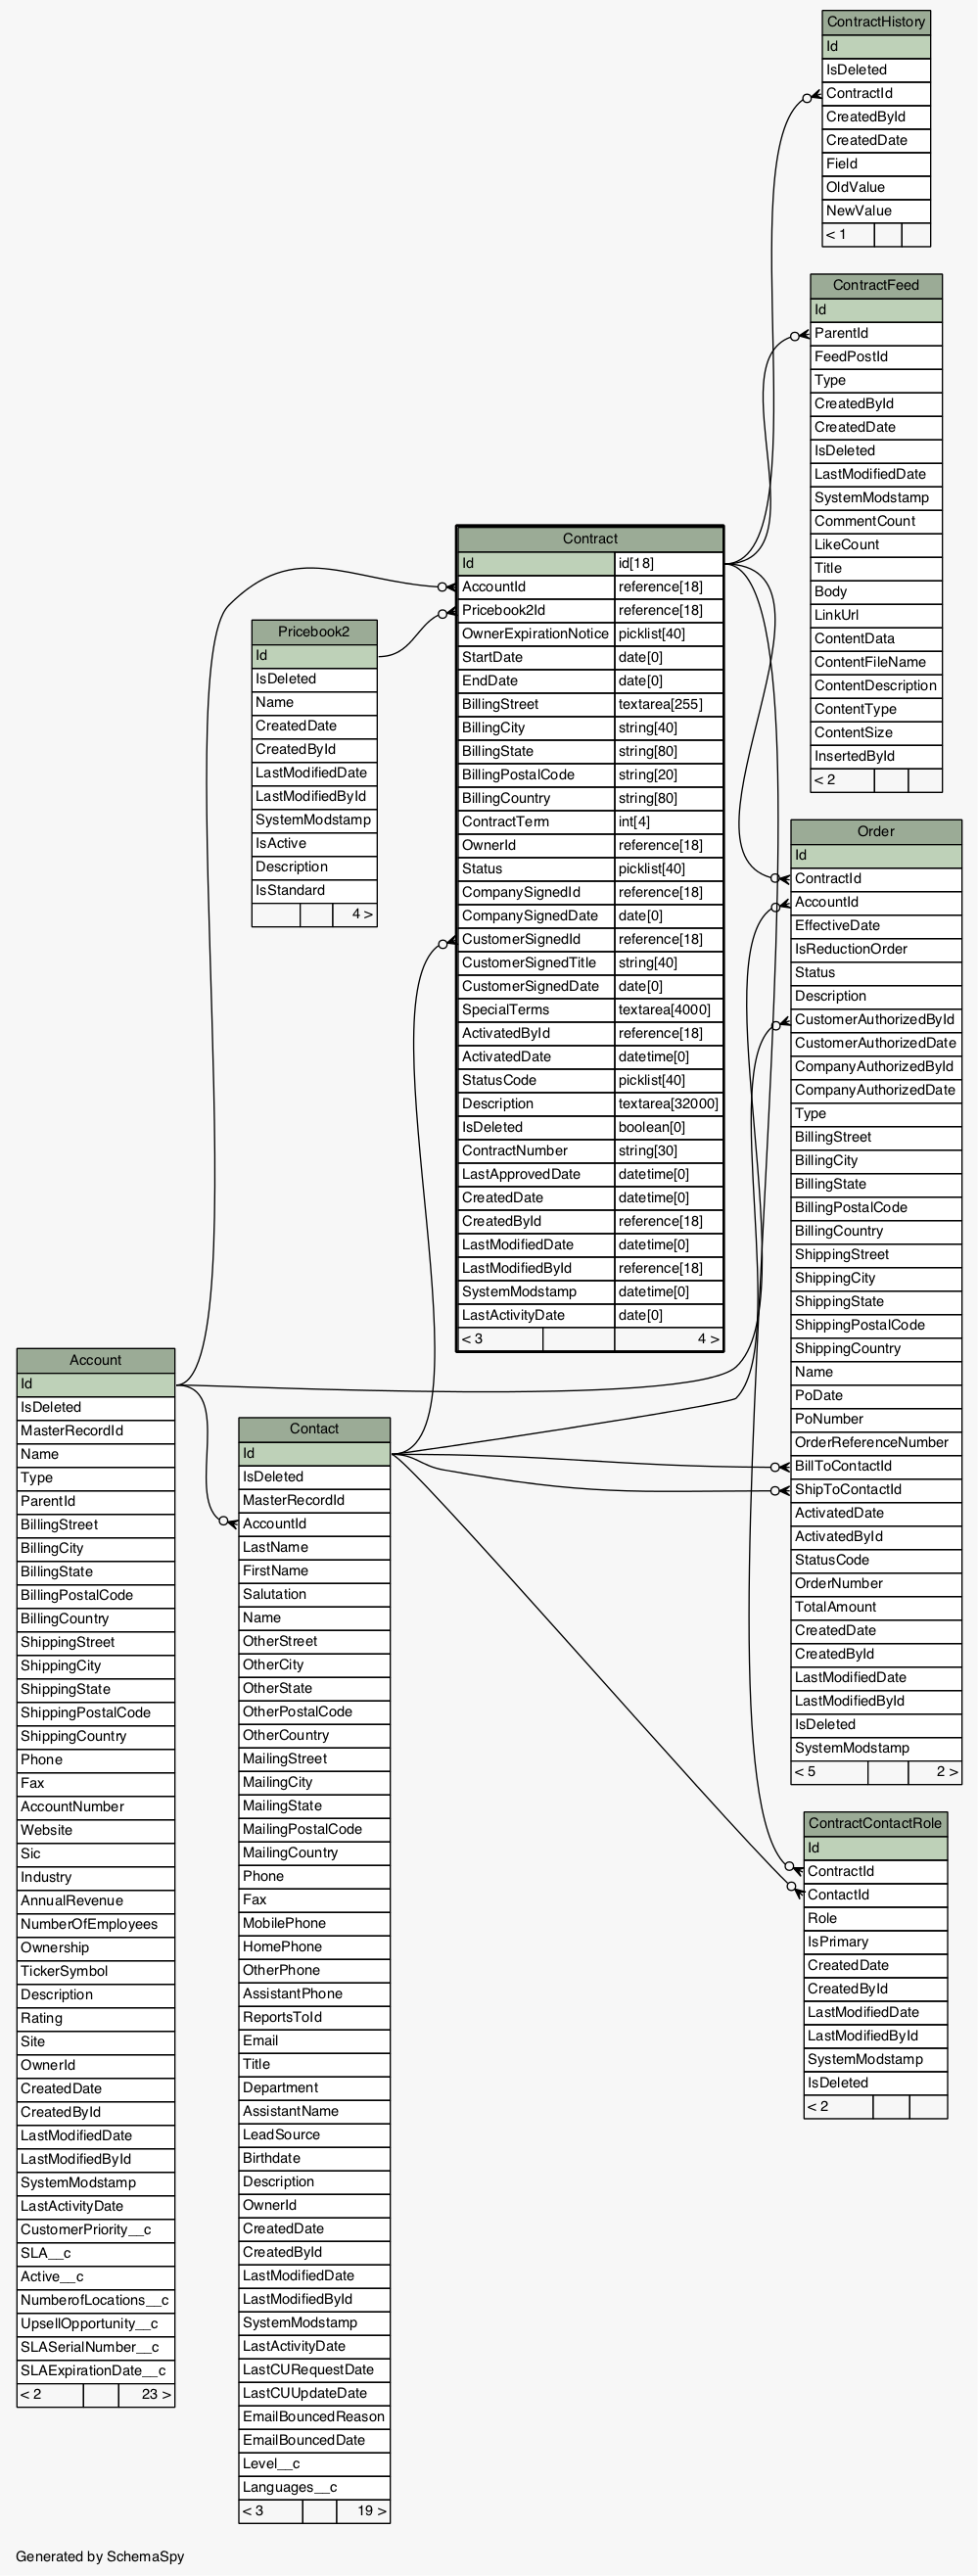 ContractHistory
Id
IsDeleted
ContractId
CreatedById
CreatedDate
Field
OldValue
NewValue
< 1
ContractFeed
Id
ParentId
FeedPostId
Type
CreatedById
CreatedDate
IsDeleted
LastModifiedDate
SystemModstamp
CommentCount
LikeCount
Title
Body
LinkUrl
ContentData
ContentFileName
ContentDescription
ContentType
ContentSize
InsertedById
< 2
Contract
Id id[18]
AccountId reference[18]
Pricebook2Id reference[18]
OwnerExpirationNotice picklist[40]
StartDate date[0]
EndDate date[0]
BillingStreet textarea[255]
BillingCity string[40]
BillingState string[80]
BillingPostalCode string[20]
BillingCountry string[80]
ContractTerm int[4]
OwnerId reference[18]
Status picklist[40]
CompanySignedId reference[18]
CompanySignedDate date[0]
CustomerSignedId reference[18]
CustomerSignedTitle string[40]
CustomerSignedDate date[0]
SpecialTerms textarea[4000]
ActivatedById reference[18]
ActivatedDate datetime[0]
StatusCode picklist[40]
Description textarea[32000]
IsDeleted boolean[0]
ContractNumber string[30]
LastApprovedDate datetime[0]
CreatedDate datetime[0]
CreatedById reference[18]
LastModifiedDate datetime[0]
LastModifiedById reference[18]
SystemModstamp datetime[0]
LastActivityDate date[0]
< 3 4 >
Pricebook2
Id
IsDeleted
Name
CreatedDate
CreatedById
LastModifiedDate
LastModifiedById
SystemModstamp
IsActive
Description
IsStandard
4 >
Order
Id
ContractId
AccountId
EffectiveDate
IsReductionOrder
Status
Description
CustomerAuthorizedById
CustomerAuthorizedDate
CompanyAuthorizedById
CompanyAuthorizedDate
Type
BillingStreet
BillingCity
BillingState
BillingPostalCode
BillingCountry
ShippingStreet
ShippingCity
ShippingState
ShippingPostalCode
ShippingCountry
Name
PoDate
PoNumber
OrderReferenceNumber
BillToContactId
ShipToContactId
ActivatedDate
ActivatedById
StatusCode
OrderNumber
TotalAmount
CreatedDate
CreatedById
LastModifiedDate
LastModifiedById
IsDeleted
SystemModstamp
< 5 2 >
Account
Id
IsDeleted
MasterRecordId
Name
Type
ParentId
BillingStreet
BillingCity
BillingState
BillingPostalCode
BillingCountry
ShippingStreet
ShippingCity
ShippingState
ShippingPostalCode
ShippingCountry
Phone
Fax
AccountNumber
Website
Sic
Industry
AnnualRevenue
NumberOfEmployees
Ownership
TickerSymbol
Description
Rating
Site
OwnerId
CreatedDate
CreatedById
LastModifiedDate
LastModifiedById
SystemModstamp
LastActivityDate
CustomerPriority__c
SLA__c
Active__c
NumberofLocations__c
UpsellOpportunity__c
SLASerialNumber__c
SLAExpirationDate__c
< 2 23 >
Contact
Id
IsDeleted
MasterRecordId
AccountId
LastName
FirstName
Salutation
Name
OtherStreet
OtherCity
OtherState
OtherPostalCode
OtherCountry
MailingStreet
MailingCity
MailingState
MailingPostalCode
MailingCountry
Phone
Fax
MobilePhone
HomePhone
OtherPhone
AssistantPhone
ReportsToId
Email
Title
Department
AssistantName
LeadSource
Birthdate
Description
OwnerId
CreatedDate
CreatedById
LastModifiedDate
LastModifiedById
SystemModstamp
LastActivityDate
LastCURequestDate
LastCUUpdateDate
EmailBouncedReason
EmailBouncedDate
Level__c
Languages__c
< 3 19 >
ContractContactRole
Id
ContractId
ContactId
Role
IsPrimary
CreatedDate
CreatedById
LastModifiedDate
LastModifiedById
SystemModstamp
IsDeleted
< 2
Generated by SchemaSpy